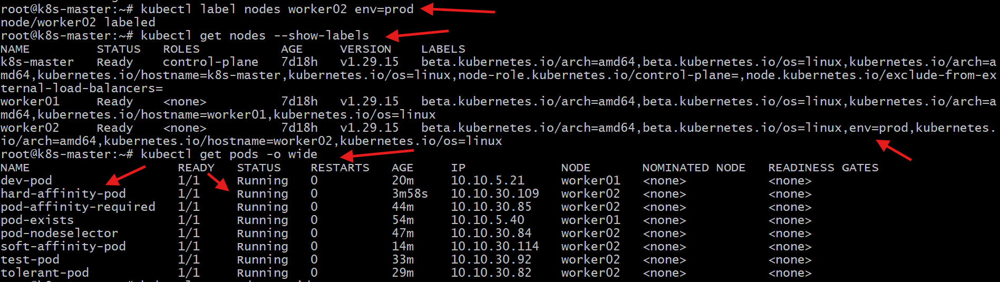 root@k8s-master:~# kubectl label nodes worker02 env=prod
node/worker02 labeled
root@k8s-master:~# kubectl get nodes --show-labels
NAME         STATUS   ROLES           AGE     VERSION    LABELS
k8s-master   Ready    control-plane   7d18h   v1.29.15   beta.kubernetes.io/arch=amd64,beta.kubernetes.io/os=linux,kubernetes.io/arch=a
md64,kubernetes.io/hostname=k8s-master,kubernetes.io/os=linux,node-role.kubernetes.io/control-plane=,node.kubernetes.io/exclude-from-ex
ternal-load-balancers=
worker01     Ready    <none>          7d18h   v1.29.15   beta.kubernetes.io/arch=amd64,beta.kubernetes.io/os=linux,kubernetes.io/arch=a
md64,kubernetes.io/hostname=worker01,kubernetes.io/os=linux
worker02     Ready    <none>          7d18h   v1.29.15   beta.kubernetes.io/arch=amd64,beta.kubernetes.io/os=linux,env=prod,kubernetes.
io/arch=amd64,kubernetes.io/hostname=worker02,kubernetes.io/os=linux
root@k8s-master:~# kubectl get pods -o wide
NAME                    READY   STATUS    RESTARTS   AGE     IP             NODE       NOMINATED NODE   READINESS GATES
dev-pod                 1/1     Running   0          20m     10.10.5.21     worker01   <none>           <none>
hard-affinity-pod       1/1     Running   0          3m58s   10.10.30.109   worker02   <none>           <none>
pod-affinity-required   1/1     Running   0          44m     10.10.30.85    worker02   <none>           <none>
pod-exists              1/1     Running   0          54m     10.10.5.40     worker01   <none>           <none>
pod-nodeselector        1/1     Running   0          47m     10.10.30.84    worker02   <none>           <none>
soft-affinity-pod       1/1     Running   0          14m     10.10.30.114   worker02   <none>           <none>
test-pod                1/1     Running   0          33m     10.10.30.92    worker02   <none>           <none>
tolerant-pod            1/1     Running   0          29m     10.10.30.82    worker02   <none>           <none>